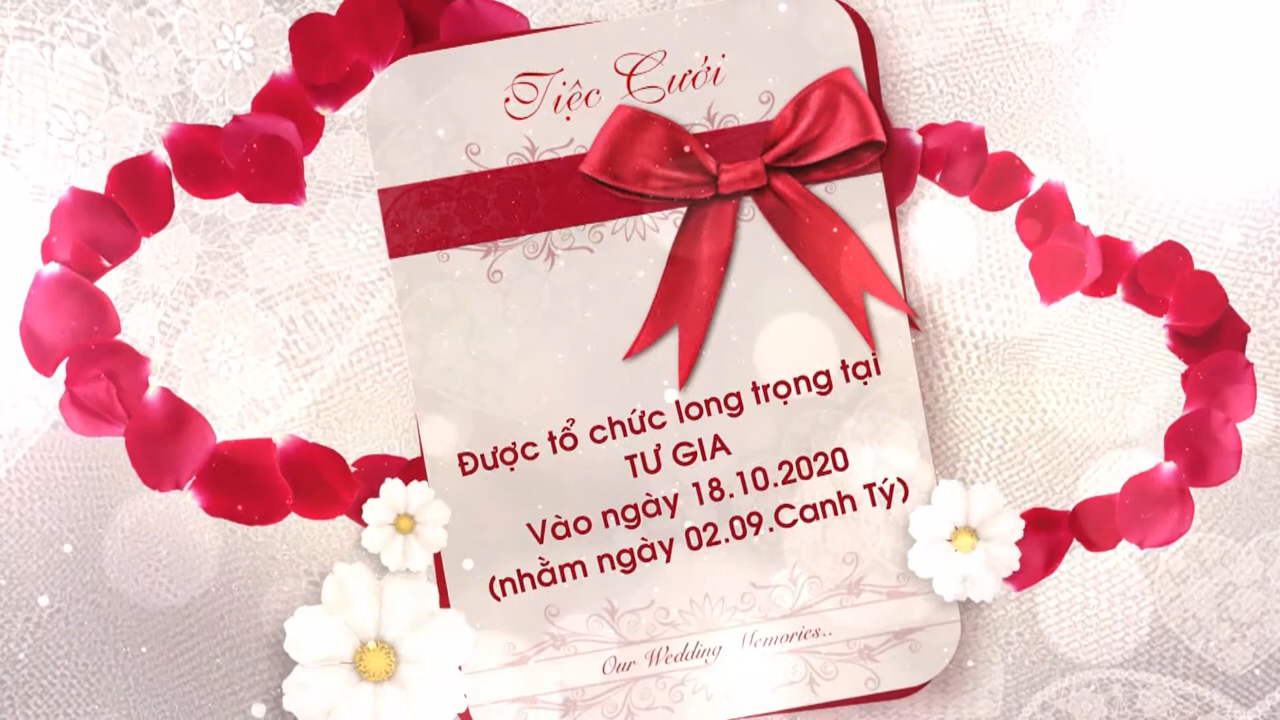 Tiệc Cưới
Được tổ chức long trọng tại
TƯ GIA
Vào ngày 18.10.2020
(nhằm ngày 02.09.Canh Tý)
Our Wedding Memories..